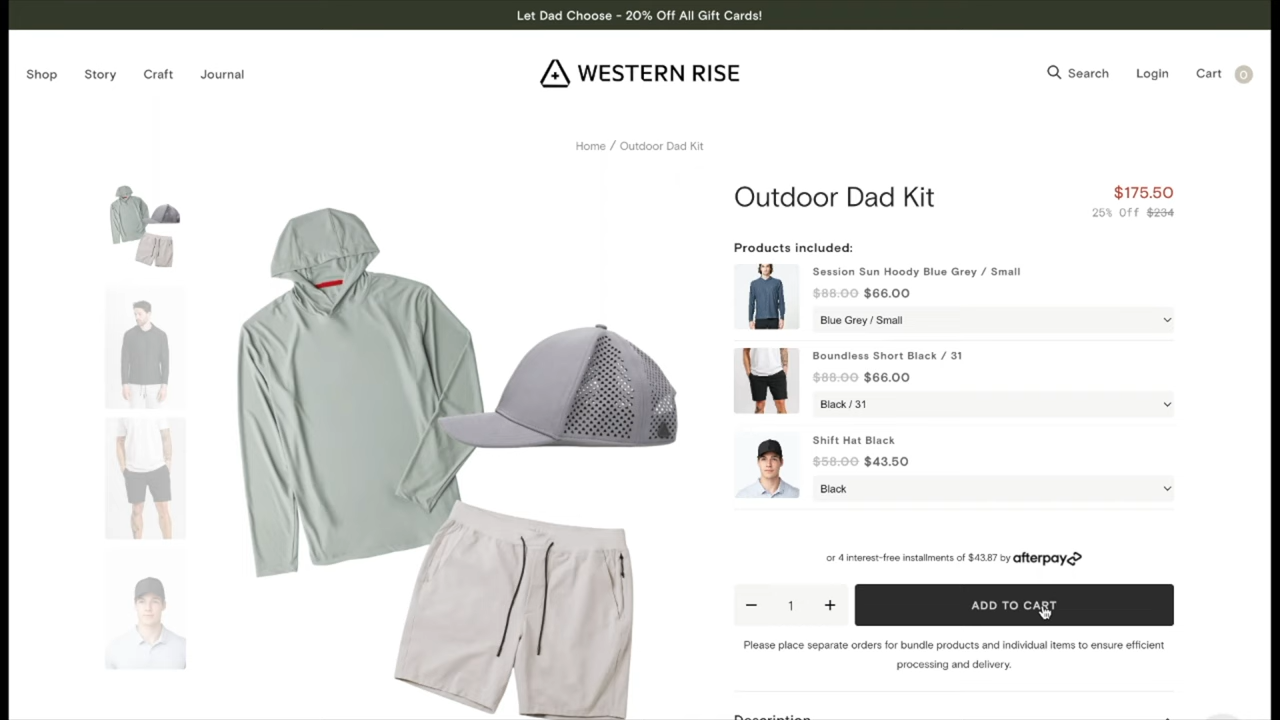 Let Dad Choose - 20% Off All Gift Cards!
Shop Story Craft Journal
WESTERN RISE
Search Login Cart 0
Home / Outdoor Dad Kit
Outdoor Dad Kit
$175.50
25% Off $234
Products included:
Session Sun Hoody Blue Grey / Small
$88.00 $66.00
Blue Grey / Small
Boundless Short Black / 31
$88.00 $66.00
Black / 31
Shift Hat Black
$58.00 $43.50
Black
or 4 interest-free installments of $43.87 by afterpay
1
ADD TO CART
Please place separate orders for bundle products and individual items to ensure efficient
processing and delivery.
Description